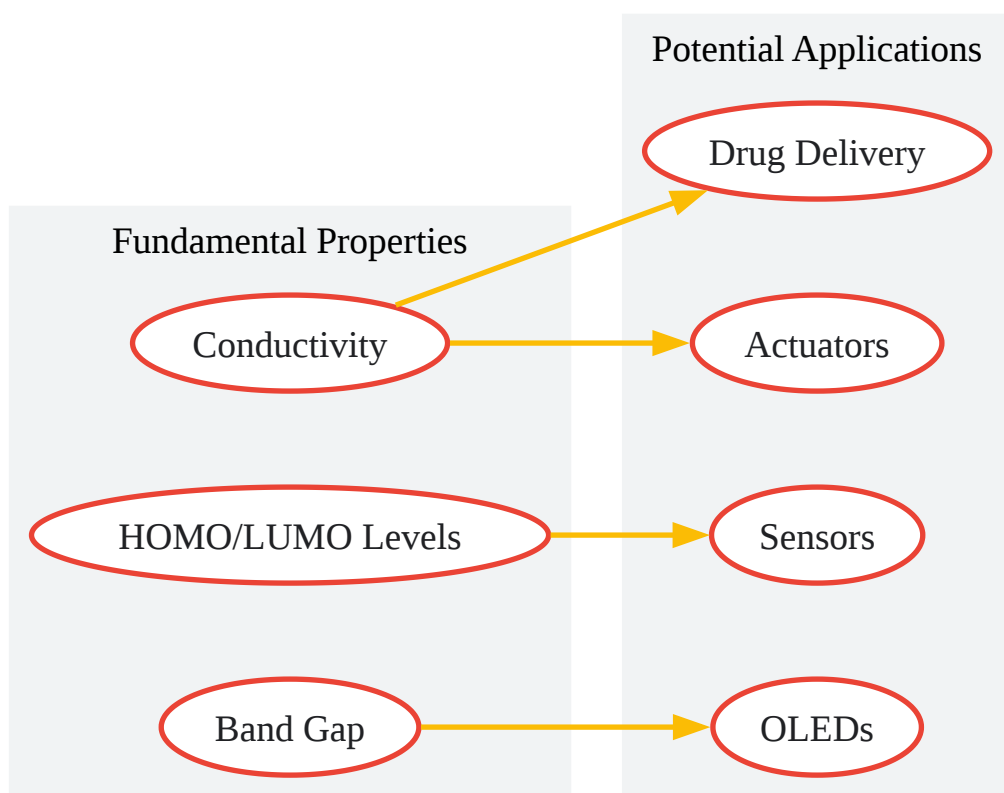 Potential Applications
Drug Delivery
Fundamental Properties
Conductivity
Actuators
HOMO/LUMO Levels
Sensors
Band Gap
OLEDs